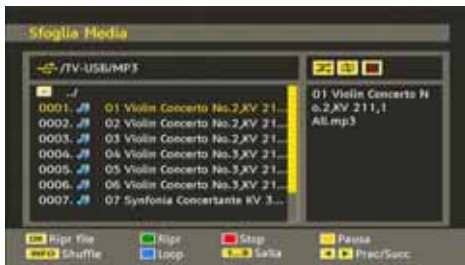 Sfoglia Media
/TV-USB/MP3
../
0001. 01 Violin Concerto No.2,KV 21...
0002. 02 Violin Concerto No.2,KV 21...
0003. 03 Violin Concerto No.2,KV 21...
0004. 04 Violin Concerto No.3,KV 21...
0005. 05 Violin Concerto No.3,KV 21...
0006. 06 Violin Concerto No.3,KV 21...
0007. 07 Synfonia Concertante KV 3...
01 Violin Concerto N
o.2,KV 211,1
All.mp3
OK Ripr file Ripr Stop Pausa
INFO Shuffle Loop 1...9 Salta Prec/Succ